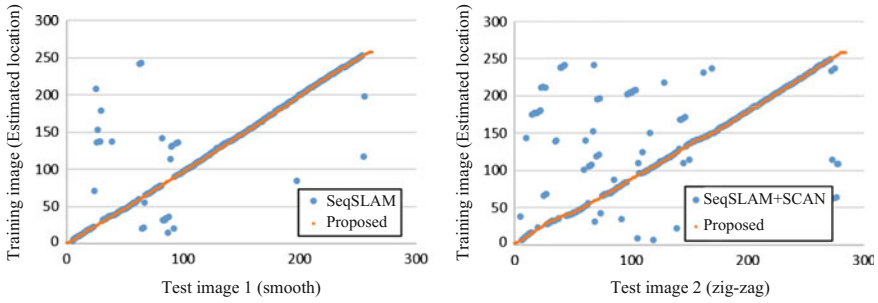 300
250
200
150
100
50
0
Training image (Estimated location)
SeqSLAM
Proposed
0
100
200
300
Test image 1 (smooth)
300
250
200
150
100
50
0
Training image (Estimated location)
SeqSLAM+SCAN
Proposed
0
100
200
300
Test image 2 (zig-zag)